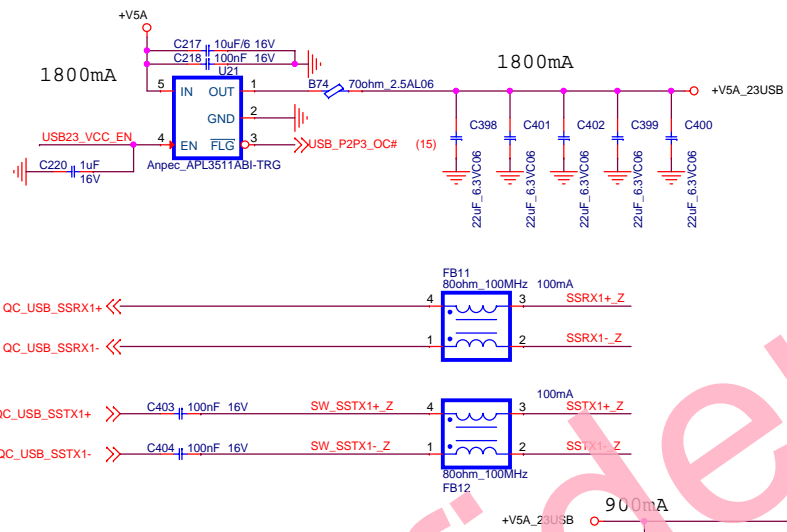 +V5A
C217 10uF/6 16V
C218 100nF 16V
U21
1800mA
1800mA
5 IN OUT 1
B74 70ohm_2.5AL06
+V5A_23USB
GND 2
USB23_VCC_EN
4 EN FLG 3
USB_P2P3_OC# (15)
C398 C401 C402 C399 C400
Anpec_APL3511ABI-TRG
C220 1uF
16V
22uF_6.3VC06 22uF_6.3VC06 22uF_6.3VC06 22uF_6.3VC06 22uF_6.3VC06
FB11
80ohm_100MHz 100mA
QC_USB_SSRX1+ 4 3 SSRX1+_Z
QC_USB_SSRX1- 1 2 SSRX1-_Z
100mA
QC_USB_SSTX1+ C403 100nF 16V SW_SSTX1+_Z 4 3 SSTX1+_Z
QC_USB_SSTX1- C404 100nF 16V SW_SSTX1-_Z 1 2 SSTX1-_Z
80ohm_100MHz
FB12
900mA
+V5A_23USB